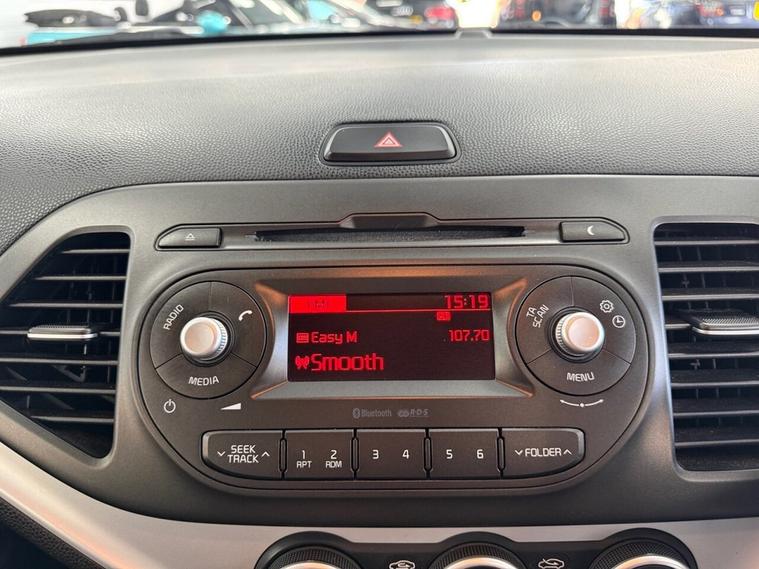 15:19
Easy M
107.70
Smooth
RADIO
MEDIA
TA
SCAN
MENU
Bluetooth
R·D·S
SEEK
TRACK
1
RPT
2
RDM
3
4
5
6
FOLDER